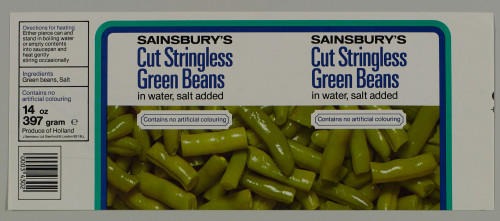 Directions for heating
Either pierce can and
stand in boiling water
or empty contents
into saucepan and
heat gently
stirring occasionally
Ingredients
Green beans, Salt
Contains no
artificial colouring
14 oz
397 gram e
Produce of Holland
SAINSBURY'S
Cut Stringless
Green Beans
in water, salt added
Contains no artificial colouring
SAINSBURY'S
Cut Stringless
Green Beans
in water, salt added
Contains no artificial colouring